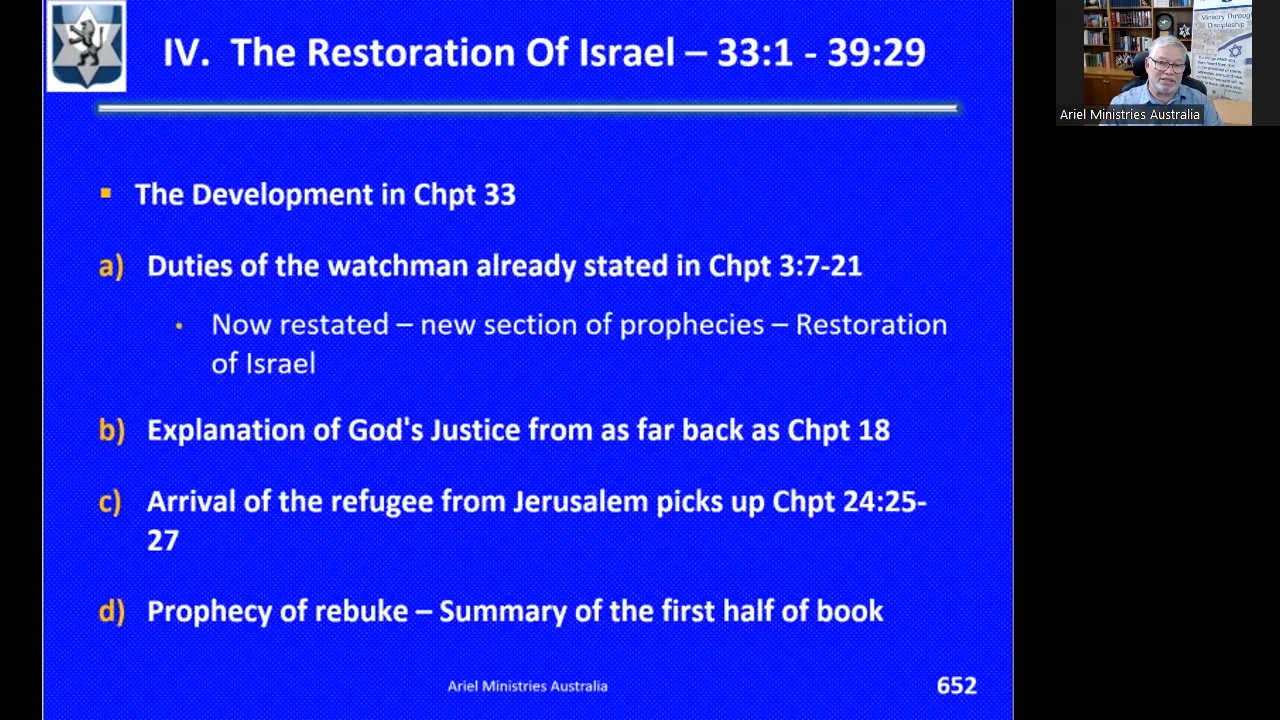 IV. The Restoration Of Israel – 33:1 - 39:29
▪ The Development in Chpt 33
a) Duties of the watchman already stated in Chpt 3:7-21
• Now restated – new section of prophecies – Restoration
of Israel
b) Explanation of God's Justice from as far back as Chpt 18
c) Arrival of the refugee from Jerusalem picks up Chpt 24:25-
27
d) Prophecy of rebuke – Summary of the first half of book
Ariel Ministries Australia
652
Ministry Through
Discipleship
Ariel Ministries Australia